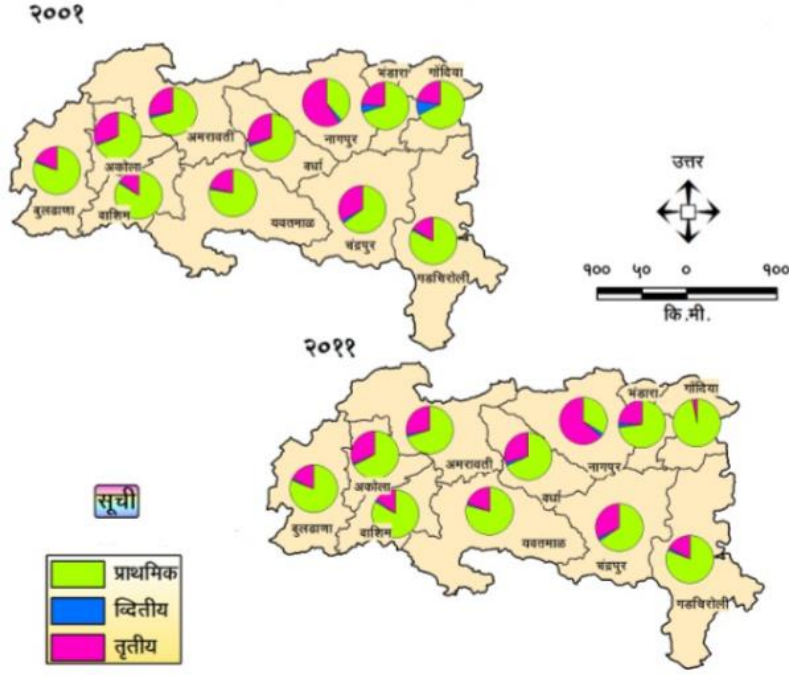 २००१
भंडारा
गोंदिया
नागपूर
अमरावती
वर्धा
अकोला
बुलढाणा
वाशिम
यवतमाळ
चंद्रपूर
गडचिरोली
उत्तर
१०० ५० ० १००
कि.मी.
२०११
भंडारा
गोंदिया
नागपूर
अमरावती
वर्धा
अकोला
बुलढाणा
वाशिम
यवतमाळ
चंद्रपूर
गडचिरोली
सूची
प्राथमिक
व्दितीय
तृतीय